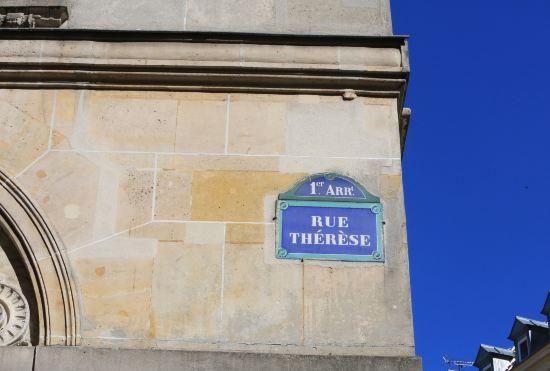 1er ARRt.
RUE
THÉRÈSE